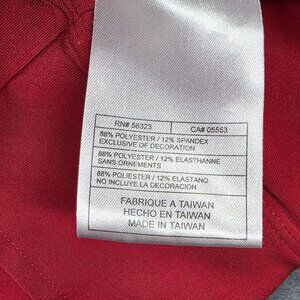 RN# 56323 CA# 05553
88% POLYESTER / 12% SPANDEX
EXCLUSIVE OF DECORATION
88% POLYESTER / 12% ELASTHANNE
SANS ORNEMENTS
88% POLIESTER / 12% ELASTANO
NO INCLUYE LA DECORACION
FABRIQUE A TAIWAN
HECHO EN TAIWAN
MADE IN TAIWAN